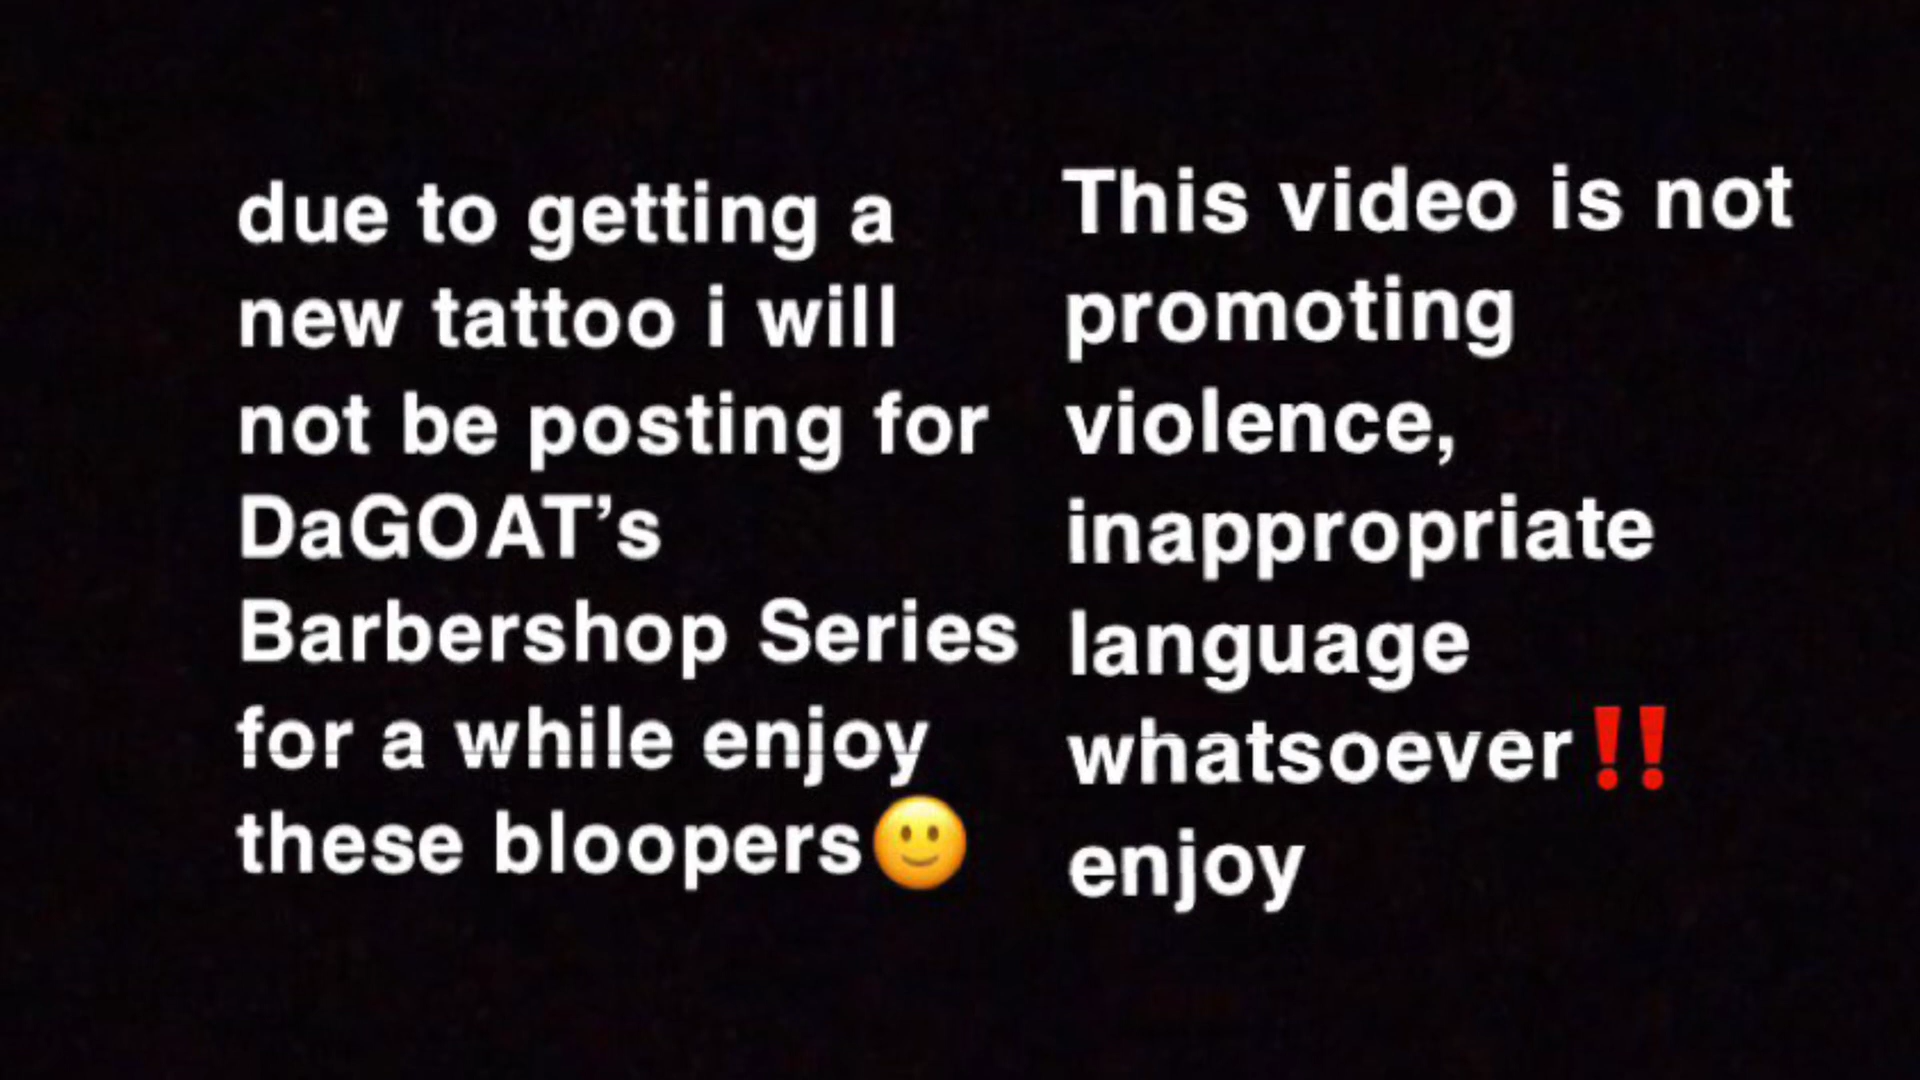 due to getting a
new tattoo i will
not be posting for
DaGOAT’s
Barbershop Series
for a while enjoy
these bloopers🙂
This video is not
promoting
violence,
inappropriate
language
whatsoever‼️
enjoy